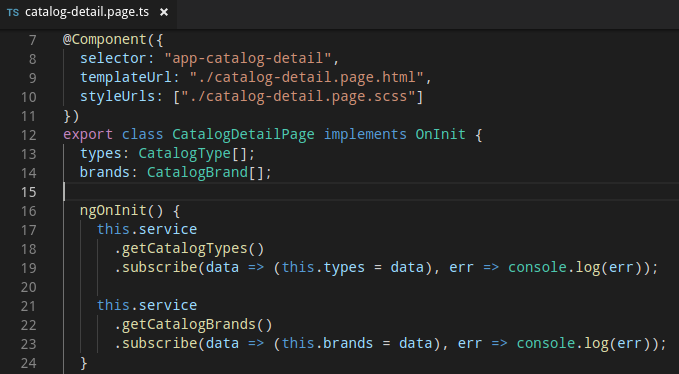 TS catalog-detail.page.ts ×
7 @Component({
8 selector: "app-catalog-detail",
9 templateUrl: "./catalog-detail.page.html",
10 styleUrls: ["./catalog-detail.page.scss"]
11 })
12 export class CatalogDetailPage implements OnInit {
13 types: CatalogType[];
14 brands: CatalogBrand[];
15
16 ngOnInit() {
17 this.service
18 .getCatalogTypes()
19 .subscribe(data => (this.types = data), err => console.log(err));
20
21 this.service
22 .getCatalogBrands()
23 .subscribe(data => (this.brands = data), err => console.log(err));
24 }